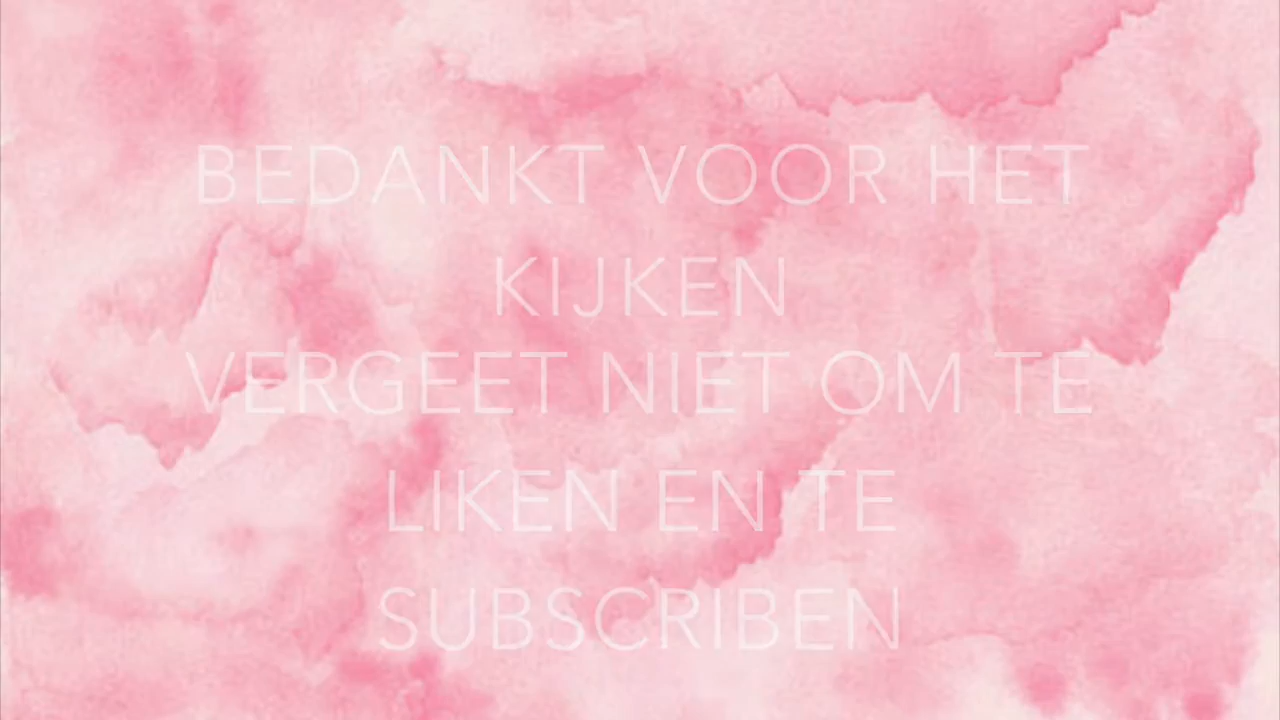 BEDANKT VOOR HET
KIJKEN
VERGEET NIET OM TE
LIKEN EN TE
SUBSCRIBEN